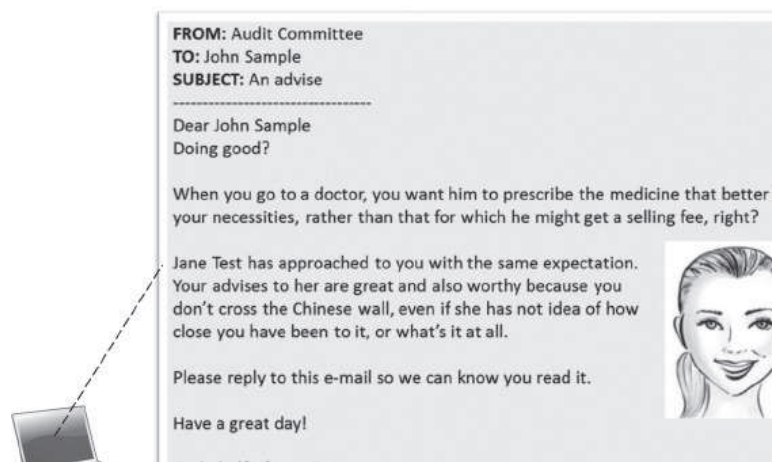 FROM: Audit Committee
TO: John Sample
SUBJECT: An advise
---------------------------------
Dear John Sample
Doing good?
When you go to a doctor, you want him to prescribe the medicine that better
your necessities, rather than that for which he might get a selling fee, right?
Jane Test has approached to you with the same expectation.
Your advises to her are great and also worthy because you
don't cross the Chinese wall, even if she has not idea of how
close you have been to it, or what's it at all.
Please reply to this e-mail so we can know you read it.
Have a great day!